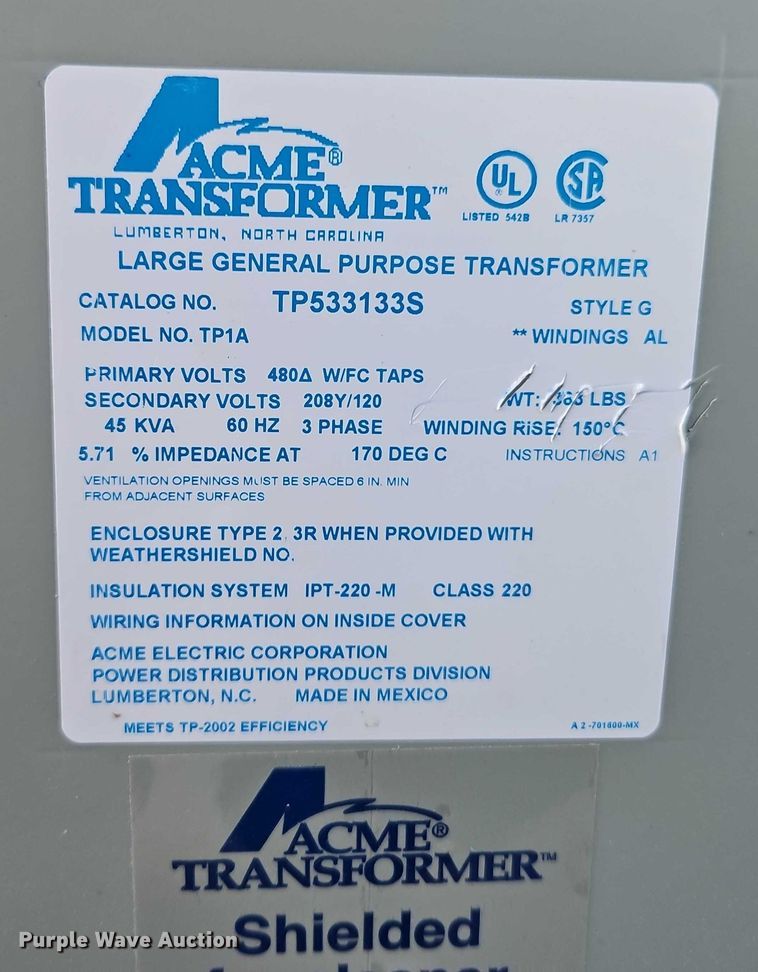 ACME®
TRANSFORMER™
LUMBERTON, NORTH CAROLINA
UL
LISTED 542B
SA
LR 7357
LARGE GENERAL PURPOSE TRANSFORMER
CATALOG NO. TP533133S STYLE G
MODEL NO. TP1A ** WINDINGS AL
PRIMARY VOLTS 480Δ W/FC TAPS
SECONDARY VOLTS 208Y/120 WT: 383 LBS
45 KVA 60 HZ 3 PHASE WINDING RISE: 150°C
5.71 % IMPEDANCE AT 170 DEG C INSTRUCTIONS A1
VENTILATION OPENINGS MUST BE SPACED 6 IN. MIN
FROM ADJACENT SURFACES
ENCLOSURE TYPE 2, 3R WHEN PROVIDED WITH
WEATHERSHIELD NO.
INSULATION SYSTEM IPT-220 -M CLASS 220
WIRING INFORMATION ON INSIDE COVER
ACME ELECTRIC CORPORATION
POWER DISTRIBUTION PRODUCTS DIVISION
LUMBERTON, N.C. MADE IN MEXICO
MEETS TP-2002 EFFICIENCY A 2 -701600-MX
ACME®
TRANSFORMER™
Shielded
Purple Wave Auction